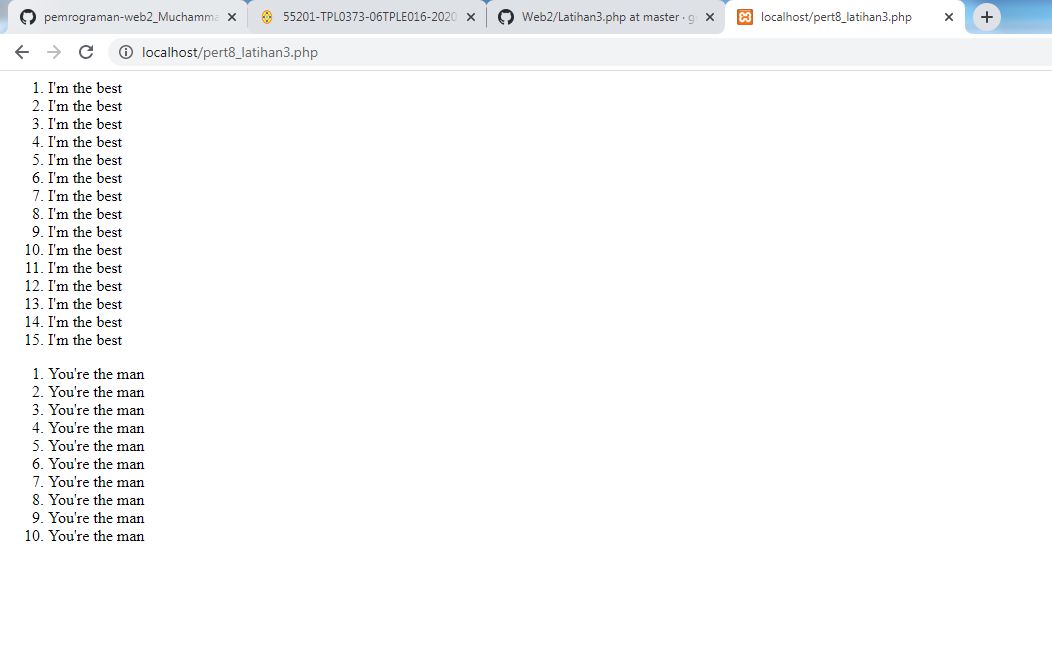 pemrograman-web2_Muchamma
55201-TPL0373-06TPLE016-2020
Web2/Latihan3.php at master · g
localhost/pert8_latihan3.php
localhost/pert8_latihan3.php
1. I'm the best
2. I'm the best
3. I'm the best
4. I'm the best
5. I'm the best
6. I'm the best
7. I'm the best
8. I'm the best
9. I'm the best
10. I'm the best
11. I'm the best
12. I'm the best
13. I'm the best
14. I'm the best
15. I'm the best
1. You're the man
2. You're the man
3. You're the man
4. You're the man
5. You're the man
6. You're the man
7. You're the man
8. You're the man
9. You're the man
10. You're the man